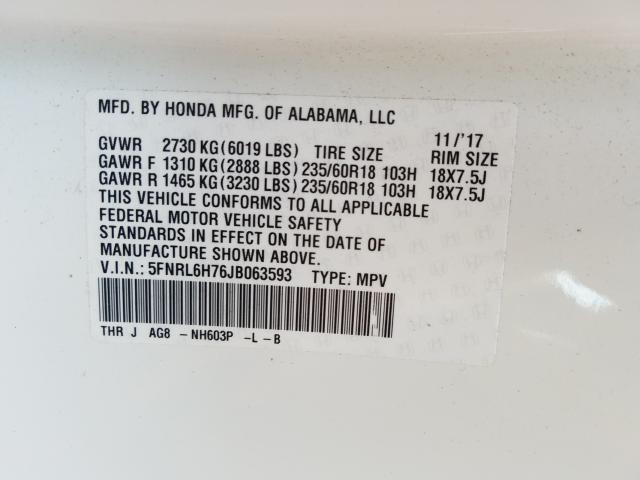 MFD. BY HONDA MFG. OF ALABAMA, LLC
11/'17
GVWR 2730 KG(6019 LBS) TIRE SIZE RIM SIZE
GAWR F 1310 KG(2888 LBS) 235/60R18 103H 18X7.5J
GAWR R 1465 KG(3230 LBS) 235/60R18 103H 18X7.5J
THIS VEHICLE CONFORMS TO ALL APPLICABLE
FEDERAL MOTOR VEHICLE SAFETY
STANDARDS IN EFFECT ON THE DATE OF
MANUFACTURE SHOWN ABOVE.
V.I.N.: 5FNRL6H76JB063593 TYPE: MPV
THR J AG8 - NH603P -L - B